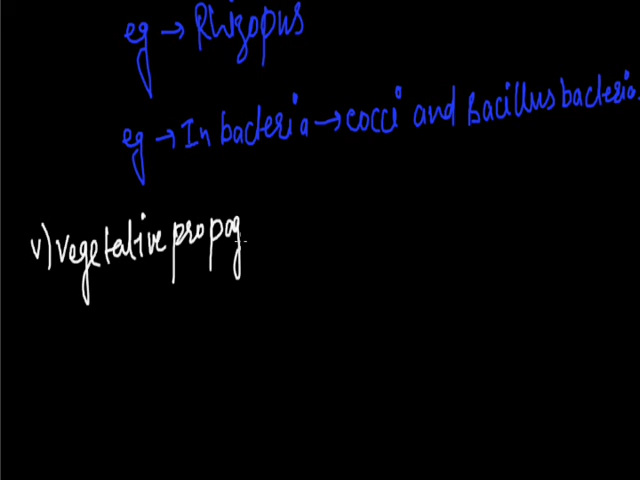 eg → Rhizopus
eg → In bacteria → cocci and Bacillus bacteria
v) Vegetative propag